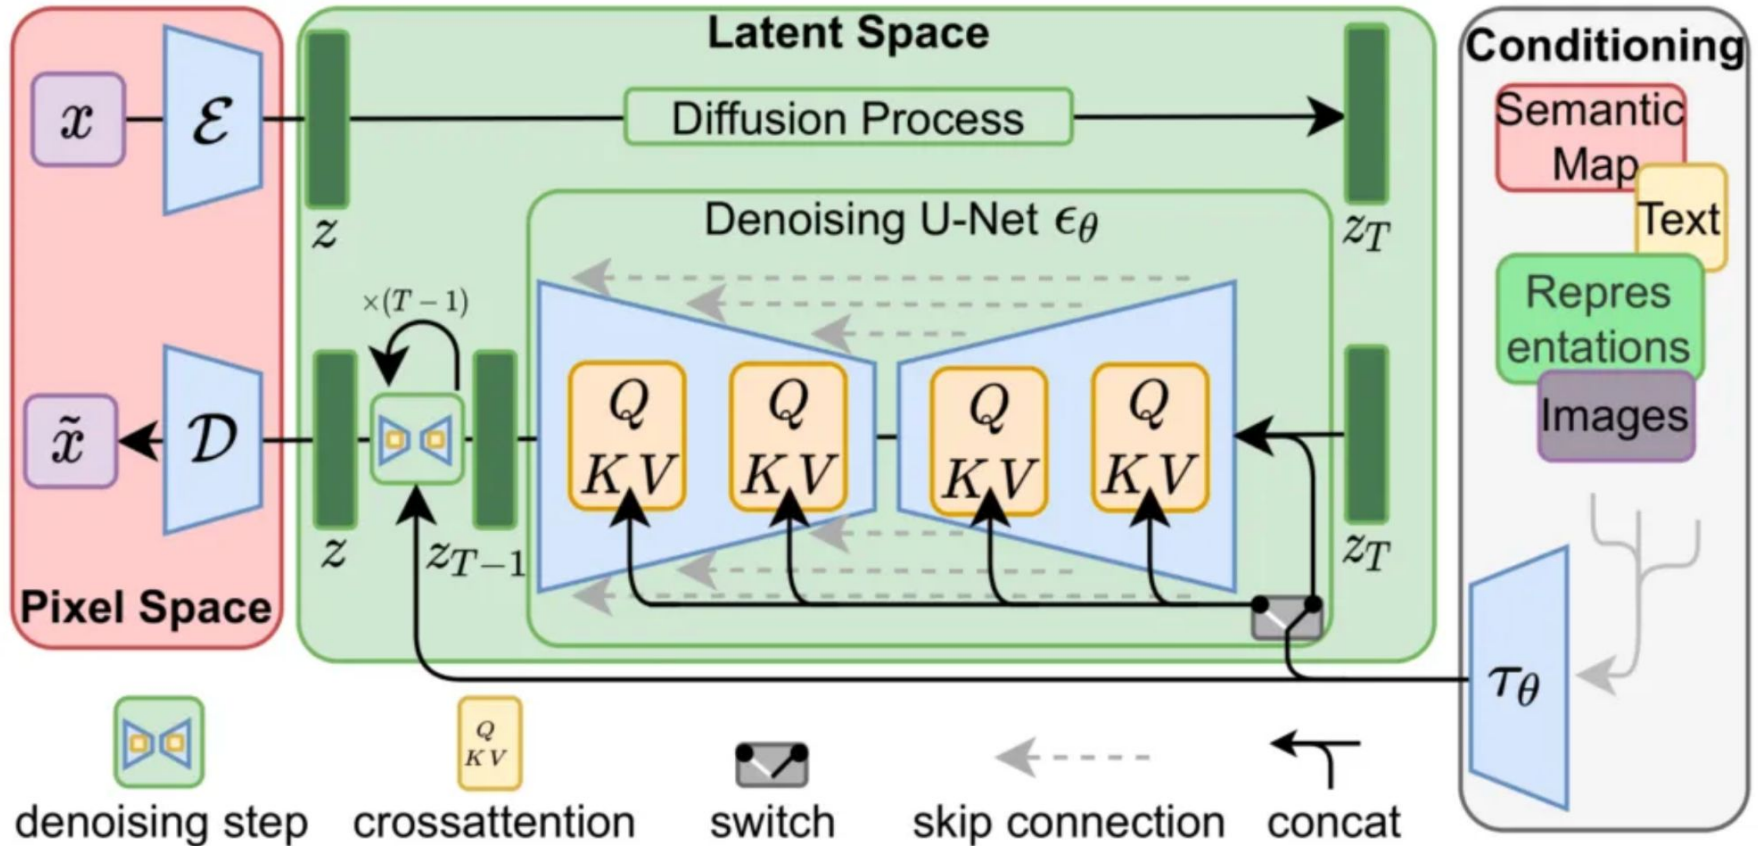 Latent Space
Conditioning
x
ℰ
Diffusion Process
Semantic
Map
Text
z
z_T
Denoising U-Net ϵ_θ
Repres
entations
Images
×(T − 1)
x̃
𝒟
Q
K V
Q
K V
Q
K V
Q
K V
z
z_{T−1}
z_T
Pixel Space
τ_θ
Q
K V
denoising step
crossattention
switch
skip connection
concat